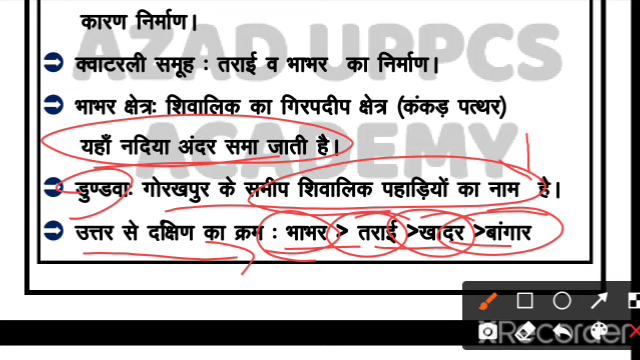 कारण निर्माण।
क्वाटरली समूह : तराई व भाभर का निर्माण।
भाभर क्षेत्रः शिवालिक का गिरपदीप क्षेत्र (कंकड़ पत्थर)
यहाँ नदिया अंदर समा जाती है।
डुण्डवाः गोरखपुर के समीप शिवालिक पहाड़ियों का नाम है।
उत्तर से दक्षिण का क्रम : भाभर > तराई >खादर >बांगार
AZAD UPPCS
ACADEMY
XRecorder